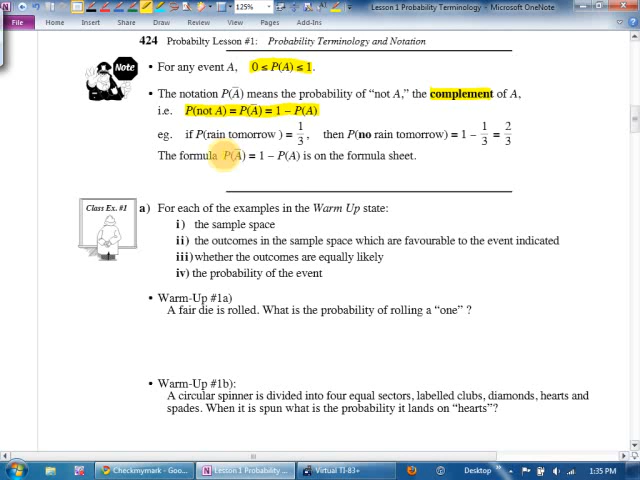 Lesson 1 Probability Terminology - Microsoft OneNote
125%
File Home Insert Share Draw Review View Page Add-Ins
424 Probabilty Lesson #1: Probability Terminology and Notation
Note
• For any event A, 0 ≤ P(A) ≤ 1.
• The notation P(A̅) means the probability of “not A,” the complement of A,
i.e. P(not A) = P(A̅) = 1 – P(A)
eg. if P(rain tomorrow) = 1/3, then P(no rain tomorrow) = 1 – 1/3 = 2/3
The formula P(A̅) = 1 – P(A) is on the formula sheet.
Class Ex. #1
a) For each of the examples in the Warm Up state:
i) the sample space
ii) the outcomes in the sample space which are favourable to the event indicated
iii) whether the outcomes are equally likely
iv) the probability of the event
• Warm-Up #1a)
A fair die is rolled. What is the probability of rolling a “one” ?
• Warm-Up #1b):
A circular spinner is divided into four equal sectors, labelled clubs, diamonds, hearts and
spades. When it is spun what is the probability it lands on “hearts”?
Checkmymark - Goo...
Lesson 1 Probability ...
Virtual TI-83+
Desktop
1:35 PM